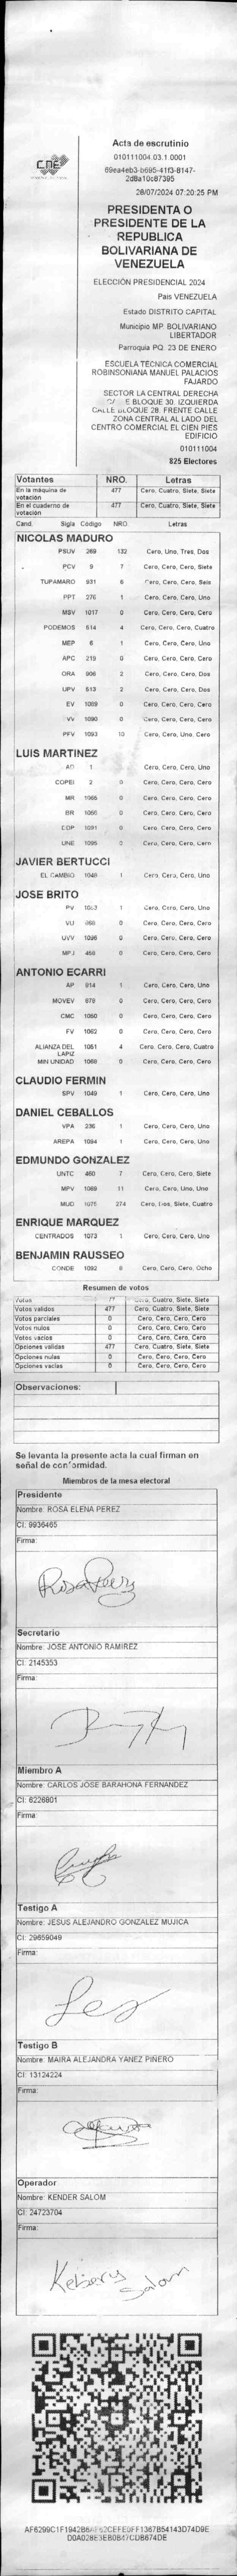 CNE
Acta de escrutinio
010111004.03.1.0001
28/07/2024 07:20:25 PM
PRESIDENTA O
PRESIDENTE DE LA
REPUBLICA
BOLIVARIANA DE
VENEZUELA
ELECCIÓN PRESIDENCIAL 2024
Pais VENEZUELA
Estado DISTRITO CAPITAL
Municipio MP. BOLIVARIANO
LIBERTADOR
Parroquia PQ. 23 DE ENERO
ESCUELA TECNICA COMERCIAL
ROBINSONIANA MANUEL PALACIOS
FAJARDO
SECTOR LA CENTRAL DERECHA
E BLOQUE 30. IZQUIERDA
CALLE BLOQUE 28. FRENTE CALLE
ZONA CENTRAL AL LADO DEL
CENTRO COMERCIAL EL CIEN PIES
EDIFICIO
010111004
825 Electores
Votantes NRO. Letras
En la máquina de votación 477 Cero, Cuatro, Siete, Siete
En el cuaderno de votación 477 Cero, Cuatro, Siete, Siete
Cand. Sigla Código NRO. Letras
NICOLAS MADURO
PSUV 269 132 Cero, Uno, Tres, Dos
PCV 9 7 Cero, Cero, Cero, Siete
TUPAMARO 931 6 Cero, Cero, Cero, Seis
PPT 276 1 Cero, Cero, Cero, Uno
MSV 1017 0 Cero, Cero, Cero, Cero
PODEMOS 514 4 Cero, Cero, Cero, Cuatro
MEP 6 1 Cero, Cero, Cero, Uno
APC 219 0 Cero, Cero, Cero, Cero
ORA 906 2 Cero, Cero, Cero, Dos
UPV 513 2 Cero, Cero, Cero, Dos
EV 1089 0 Cero, Cero, Cero, Cero
VV 1090 0 Cero, Cero, Cero, Cero
PFV 1093 10 Cero, Cero, Uno, Cero
LUIS MARTINEZ
AD 1 Cero, Cero, Cero, Uno
COPEI 2 0 Cero, Cero, Cero, Cero
MR 1065 0 Cero, Cero, Cero, Cero
BR 1066 0 Cero, Cero, Cero, Cero
DDP 1091 0 Cero, Cero, Cero, Cero
UNE 1095 0 Cero, Cero, Cero, Cero
JAVIER BERTUCCI
EL CAMBIO 1048 1 Cero, Cero, Cero, Uno
JOSE BRITO
PV 1 Cero, Cero, Cero, Uno
VU 968 0 Cero, Cero, Cero, Cero
UVV 1096 0 Cero, Cero, Cero, Cero
MPJ 468 0 Cero, Cero, Cero, Cero
ANTONIO ECARRI
AP 914 1 Cero, Cero, Cero, Uno
MOVEV 978 0 Cero, Cero, Cero, Cero
CMC 1050 0 Cero, Cero, Cero, Cero
FV 1062 0 Cero, Cero, Cero, Cero
ALIANZA DEL LAPIZ 1051 4 Cero, Cero, Cero, Cuatro
MIN UNIDAD 1068 0 Cero, Cero, Cero, Cero
CLAUDIO FERMIN
SPV 1049 1 Cero, Cero, Cero, Uno
DANIEL CEBALLOS
VPA 236 1 Cero, Cero, Cero, Uno
AREPA 1094 1 Cero, Cero, Cero, Uno
EDMUNDO GONZALEZ
UNTC 460 7 Cero, Cero, Cero, Siete
MPV 1069 11 Cero, Cero, Uno, Uno
MUD 1075 274 Cero, Dos, Siete, Cuatro
ENRIQUE MARQUEZ
CENTRADOS 1073 1 Cero, Cero, Cero, Uno
BENJAMIN RAUSSEO
CONDE 1092 8 Cero, Cero, Cero, Ocho
Resumen de votos
Votos Cero, Cuatro, Siete, Siete
Votos validos 477 Cero, Cuatro, Siete, Siete
Votos parciales 0 Cero, Cero, Cero, Cero
Votos nulos 0 Cero, Cero, Cero, Cero
Votos vacíos 0 Cero, Cero, Cero, Cero
Opciones válidas 477 Cero, Cuatro, Siete, Siete
Opciones nulas 0 Cero, Cero, Cero, Cero
Opciones vacías 0 Cero, Cero, Cero, Cero
Observaciones:
Se levanta la presente acta la cual firman en
señal de conformidad.
Miembros de la mesa electoral
Presidente
Nombre: ROSA ELENA PEREZ
CI: 9936465
Firma:
Rosa Perez
Secretario
Nombre: JOSE ANTONIO RAMIREZ
CI: 2145353
Firma:
Miembro A
Nombre: CARLOS JOSE BARAHONA FERNANDEZ
CI: 6226801
Firma:
Testigo A
Nombre: JESUS ALEJANDRO GONZALEZ MUJICA
CI: 29659049
Firma:
Testigo B
Nombre: MAIRA ALEJANDRA YANEZ PINERO
CI: 13124224
Firma:
Operador
Nombre: KENDER SALOM
CI: 24723704
Firma:
Salom